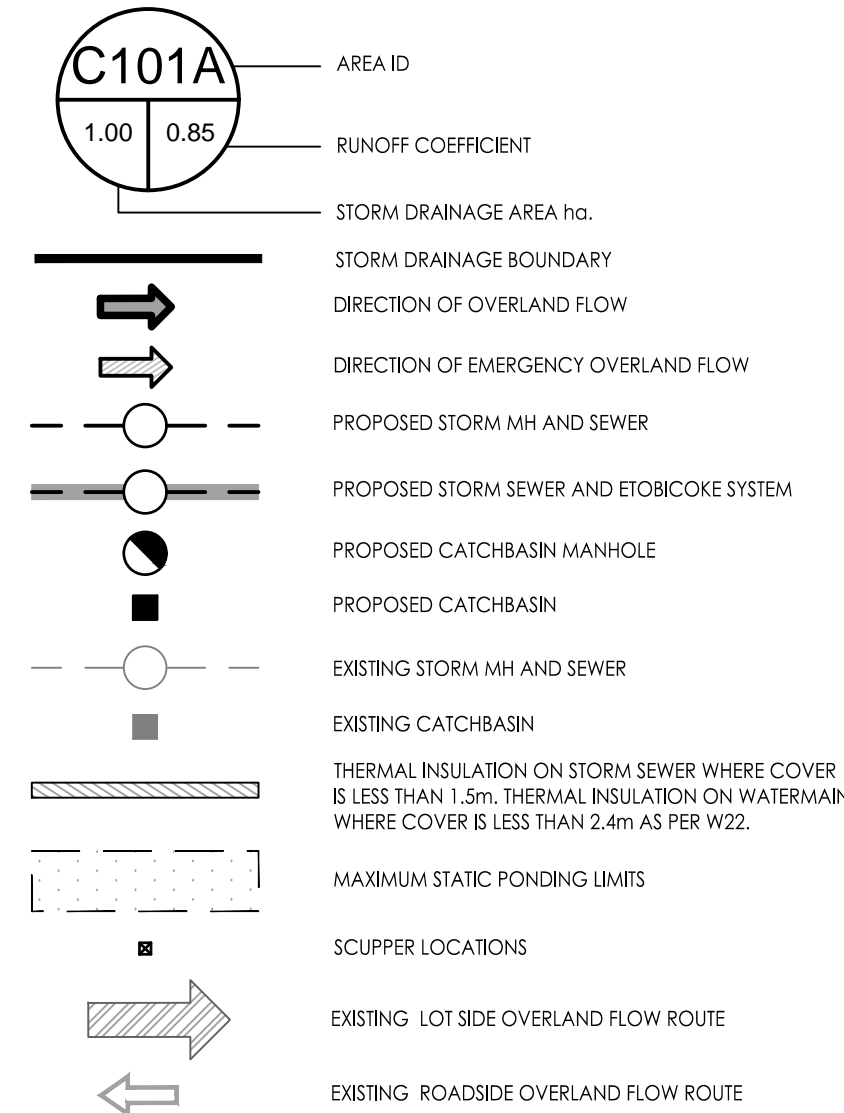 C101A
AREA ID
1.00 0.85
RUNOFF COEFFICIENT
STORM DRAINAGE AREA ha.
STORM DRAINAGE BOUNDARY
DIRECTION OF OVERLAND FLOW
DIRECTION OF EMERGENCY OVERLAND FLOW
PROPOSED STORM MH AND SEWER
PROPOSED STORM SEWER AND ETOBICOKE SYSTEM
PROPOSED CATCHBASIN MANHOLE
PROPOSED CATCHBASIN
EXISTING STORM MH AND SEWER
EXISTING CATCHBASIN
THERMAL INSULATION ON STORM SEWER WHERE COVER
IS LESS THAN 1.5m. THERMAL INSULATION ON WATERMAIN
WHERE COVER IS LESS THAN 2.4m AS PER W22.
MAXIMUM STATIC PONDING LIMITS
SCUPPER LOCATIONS
EXISTING LOT SIDE OVERLAND FLOW ROUTE
EXISTING ROADSIDE OVERLAND FLOW ROUTE